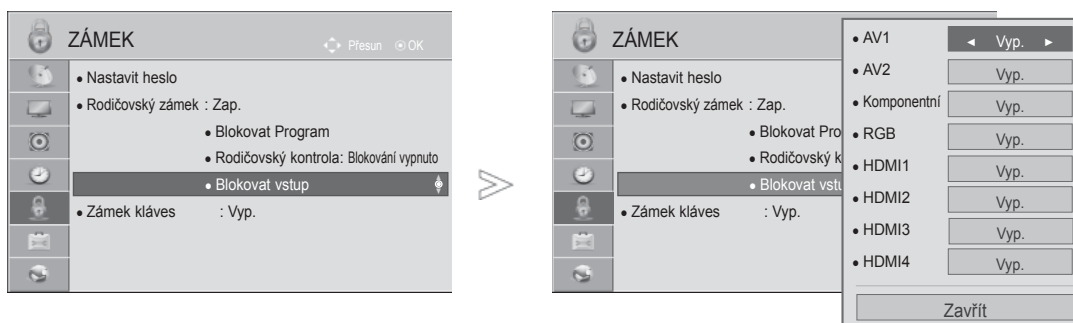 ZÁMEK
Přesun OK
• Nastavit heslo
• Rodičovský zámek : Zap.
• Blokovat Program
• Rodičovský kontrola: Blokování vypnuto
• Blokovat vstup
• Zámek kláves : Vyp.
ZÁMEK
• Nastavit heslo
• Rodičovský zámek : Zap.
• Blokovat Pro
• Rodičovský k
• Blokovat vstu
• Zámek kláves : Vyp.
• AV1 ◄ Vyp. ►
• AV2 Vyp.
• Komponentní Vyp.
• RGB Vyp.
• HDMI1 Vyp.
• HDMI2 Vyp.
• HDMI3 Vyp.
• HDMI4 Vyp.
Zavřít